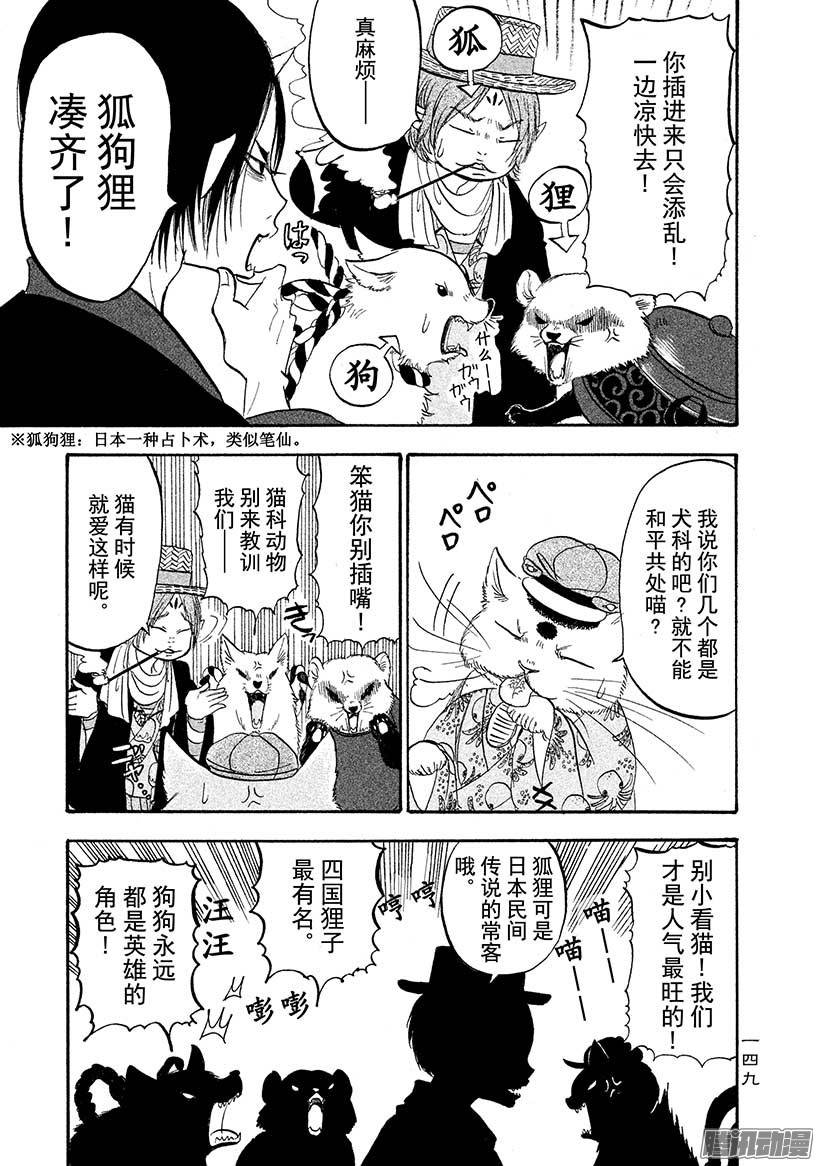 你插进来只会添乱！
一边凉快去！
狐
真麻烦——
狸
狐狗狸
凑齐了！
はっ
狗
什么——
ガウ
ガウ
※狐狗狸：日本一种占卜术，类似笔仙。
我说你们几个都是
犬科的吧？就不能
和平共处喵？
ペロ
ペロ
笨猫你别插嘴！
猫科动物
别来教训
我们——
きっ
猫有时候
就爱这样呢。
别小看猫！我们
才是人气最旺的！
喵——
喵——
狐狸可是
日本民间
传说的常客
哦。
哼
哼
四国狸子
最有名。
嘭
嘭
汪
汪
狗狗永远
都是英雄的
角色！
一四九
腾讯动漫